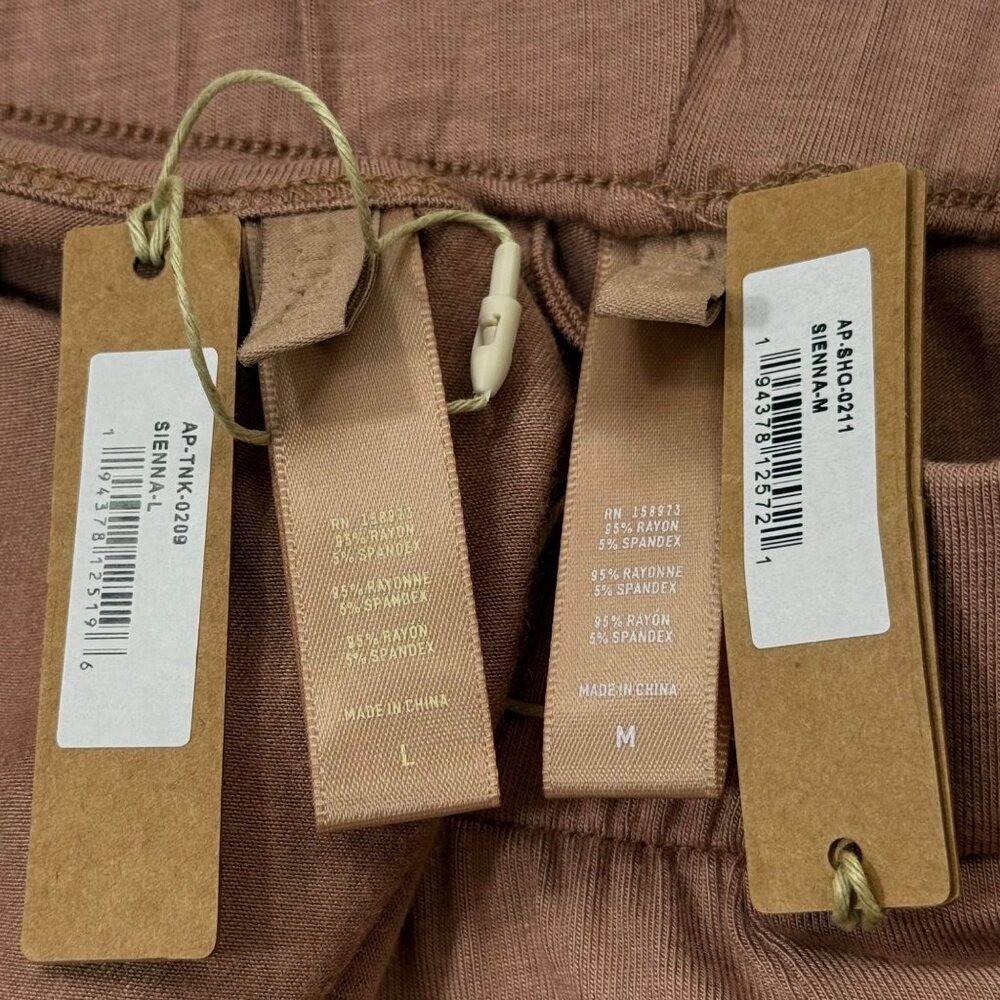 AP-TNK-0209
SIENNA-L
1 94378 12519 6
RN 158973
95% RAYON
5% SPANDEX
95% RAYONNE
5% SPANDEX
95% RAYÓN
5% SPANDEX
MADE IN CHINA
L
RN 158973
95% RAYON
5% SPANDEX
95% RAYONNE
5% SPANDEX
95% RAYÓN
5% SPANDEX
MADE IN CHINA
M
AP-SHO-0211
SIENNA-M
1 94378 12572 1